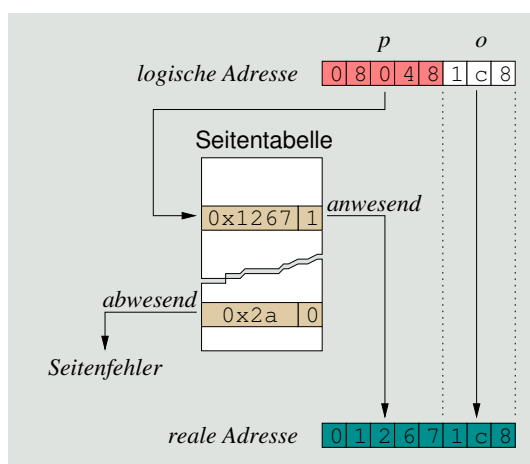 p o
logische Adresse 0 8 0 4 8 1 c 8
Seitentabelle
0x1267 1 anwesend
abwesend
0x2a 0
Seitenfehler
reale Adresse 0 1 2 6 7 1 c 8